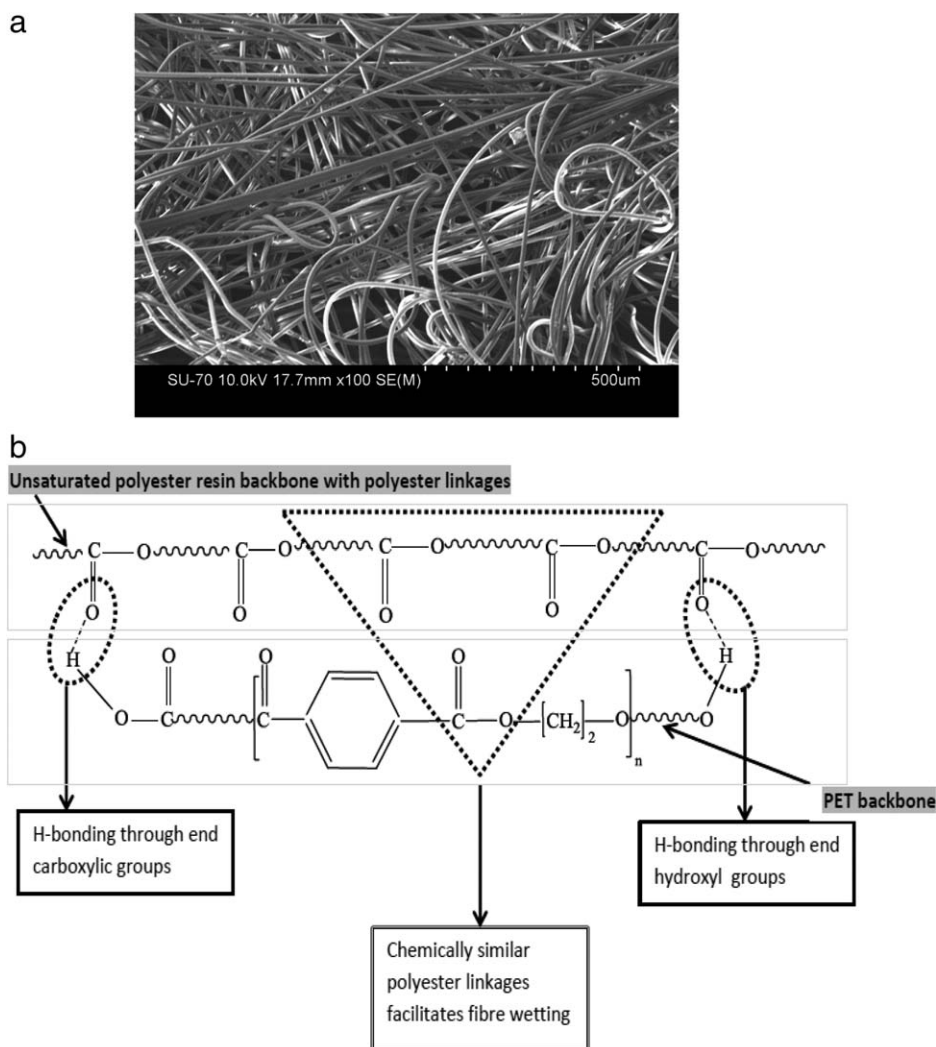 a
SU-70 10.0kV 17.7mm x100 SE(M) 500um
b
Unsaturated polyester resin backbone with polyester linkages
C O C O C O C O C O
O O O O O
H O O O H
O C C C O [CH2]2 O O
n
PET backbone
H-bonding through end
carboxylic groups
H-bonding through end
hydroxyl groups
Chemically similar
polyester linkages
facilitates fibre wetting